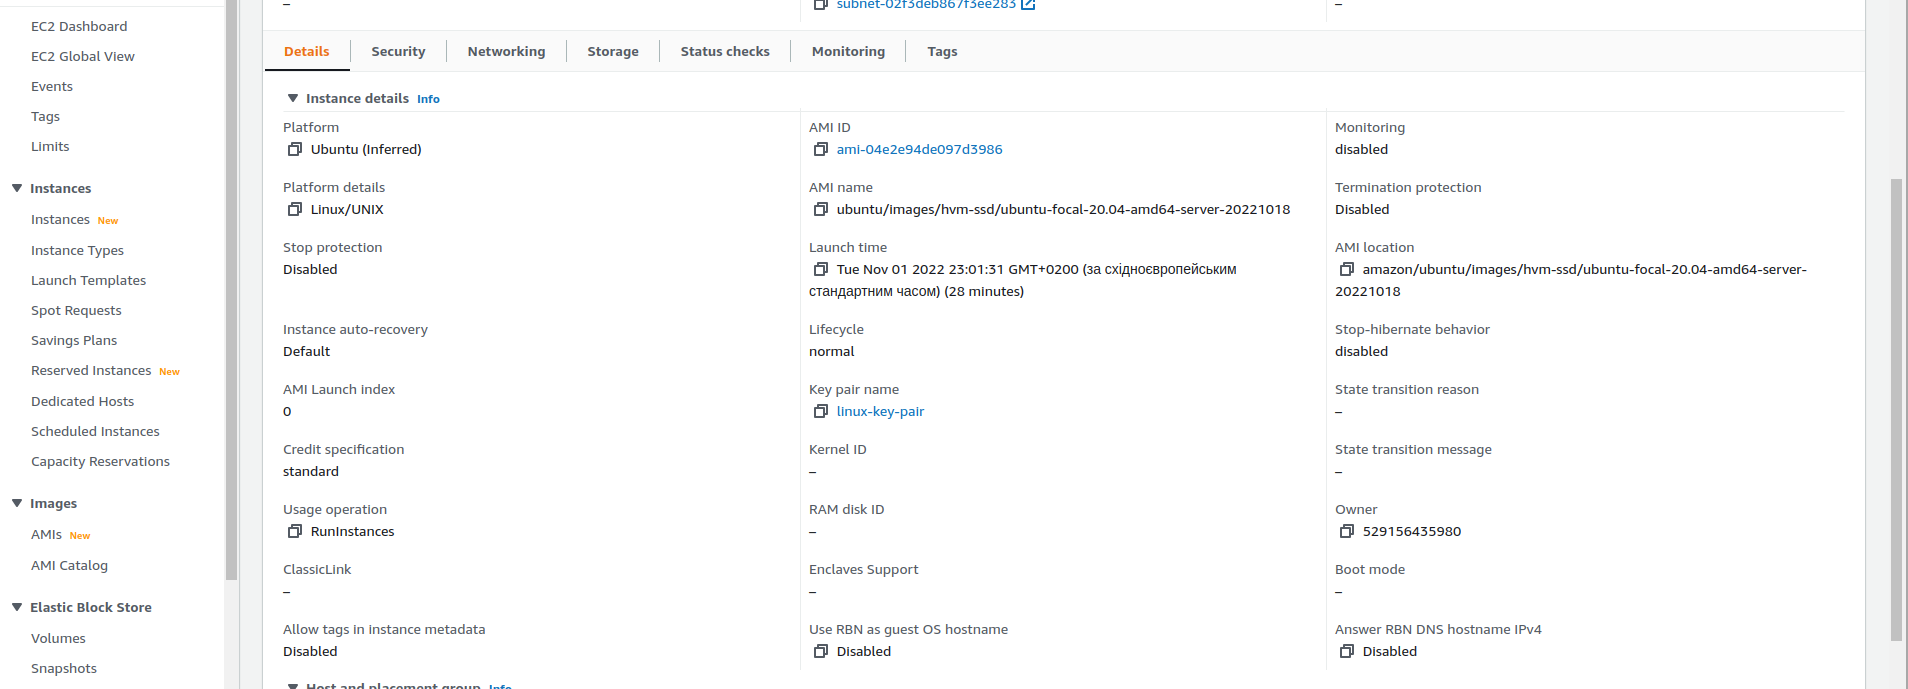 EC2 Dashboard
EC2 Global View
Events
Tags
Limits
Instances
Instances New
Instance Types
Launch Templates
Spot Requests
Savings Plans
Reserved Instances New
Dedicated Hosts
Scheduled Instances
Capacity Reservations
Images
AMIs New
AMI Catalog
Elastic Block Store
Volumes
Snapshots
–
subnet-02f3deb867f3ee283
–
Details
Security
Networking
Storage
Status checks
Monitoring
Tags
Instance details Info
Platform
Ubuntu (Inferred)
AMI ID
ami-04e2e94de097d3986
Monitoring
disabled
Platform details
Linux/UNIX
AMI name
ubuntu/images/hvm-ssd/ubuntu-focal-20.04-amd64-server-20221018
Termination protection
Disabled
Stop protection
Disabled
Launch time
Tue Nov 01 2022 23:01:31 GMT+0200 (за східноєвропейським
стандартним часом) (28 minutes)
AMI location
amazon/ubuntu/images/hvm-ssd/ubuntu-focal-20.04-amd64-server-
20221018
Instance auto-recovery
Default
Lifecycle
normal
Stop-hibernate behavior
disabled
AMI Launch index
0
Key pair name
linux-key-pair
State transition reason
–
Credit specification
standard
Kernel ID
–
State transition message
–
Usage operation
RunInstances
RAM disk ID
–
Owner
529156435980
ClassicLink
–
Enclaves Support
–
Boot mode
–
Allow tags in instance metadata
Disabled
Use RBN as guest OS hostname
Disabled
Answer RBN DNS hostname IPv4
Disabled
Host and placement group Info